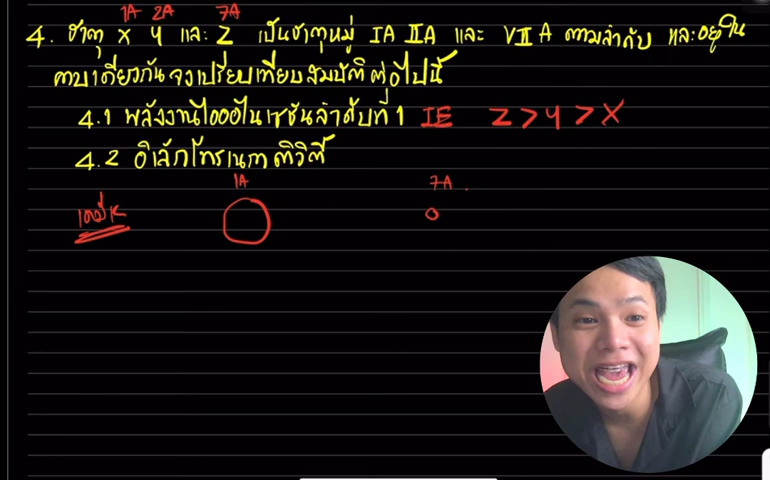 1A 2A 7A
4. ธาตุ X Y และ Z เป็นธาตุหมู่ IA IIA และ VIIA ตามลำดับ และอยู่ใน
คาบเดียวกัน จงเปรียบเทียบสมบัติต่อไปนี้
4.1 พลังงานไอออไนเซชันลำดับที่ 1 IE Z > Y > X
4.2 อิเล็กโทรเนกาติวิตี
1A 7A